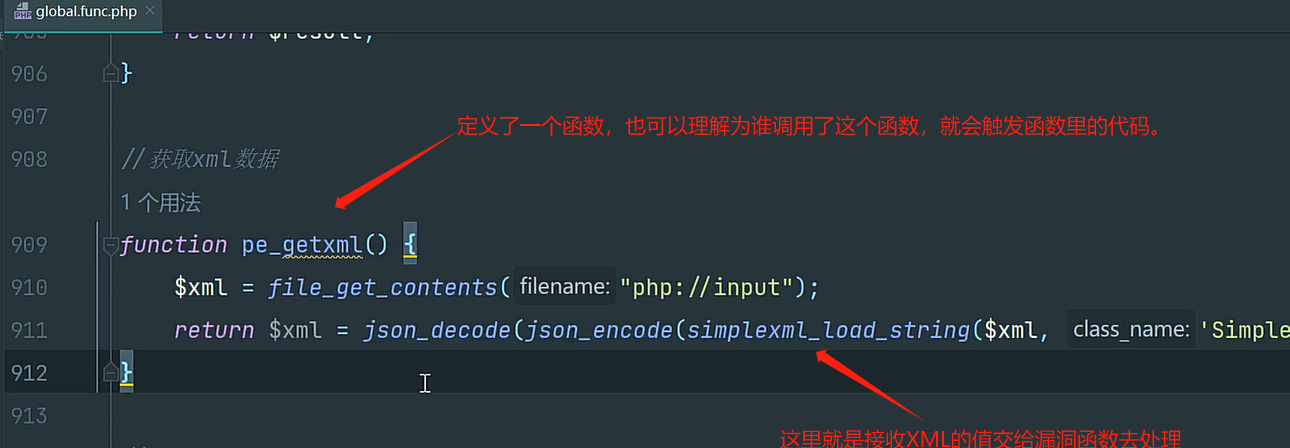 global.func.php
return $result;
906 }
907
定义了一个函数，也可以理解为谁调用了这个函数，就会触发函数里的代码。
908 //获取xml数据
1 个用法
909 function pe_getxml() {
910 $xml = file_get_contents( filename: "php://input");
911 return $xml = json_decode(json_encode(simplexml_load_string($xml, class_name: 'Simple
912 }
913
这里就是接收XML的值交给漏洞函数去处理